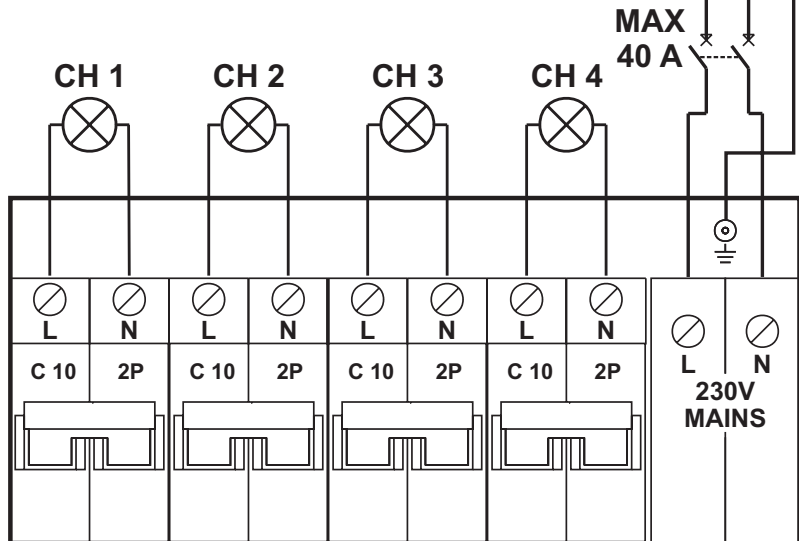 MAX
40 A
CH 1 CH 2 CH 3 CH 4
L N L N L N L N
C 10 2P C 10 2P C 10 2P C 10 2P
L N
230V
MAINS